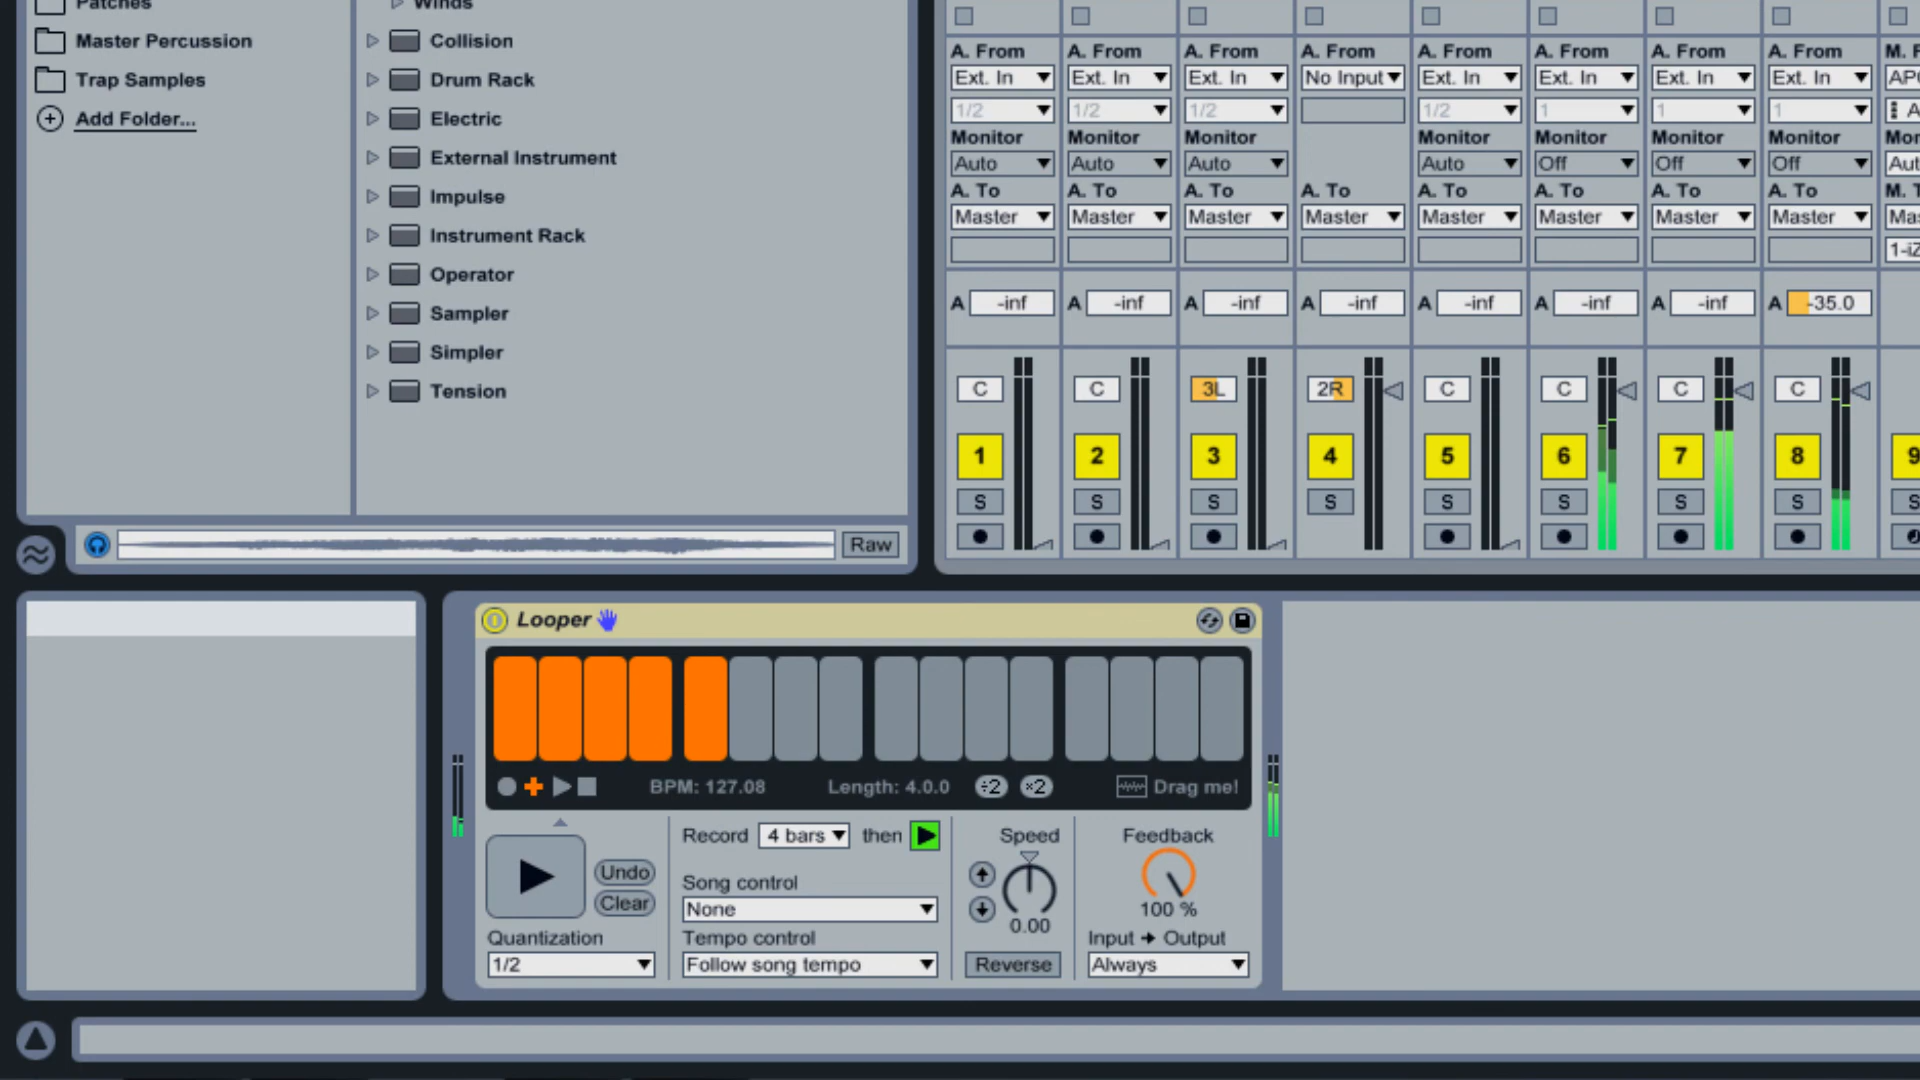 Patches
Master Percussion
Trap Samples
Add Folder...
Winds
Collision
Drum Rack
Electric
External Instrument
Impulse
Instrument Rack
Operator
Sampler
Simpler
Tension
Raw
A. From A. From A. From A. From A. From A. From A. From A. From
Ext. In Ext. In Ext. In No Input Ext. In Ext. In Ext. In Ext. In
1/2 1/2 1/2 1/2 1 1 1
Monitor Monitor Monitor Monitor Monitor Monitor Monitor
Auto Auto Auto Auto Off Off Off
A. To A. To A. To A. To A. To A. To A. To A. To
Master Master Master Master Master Master Master Master
A -inf A -inf A -inf A -inf A -inf A -inf A -inf A -35.0
C C 3L 2R C C C C
1 2 3 4 5 6 7 8 9
S S S S S S S S S
Looper
BPM: 127.08 Length: 4.0.0 ÷2 ×2 Drag me!
Record 4 bars then Speed Feedback
Undo
Clear
Song control
None
0.00
100 %
Quantization Tempo control Input → Output
1/2 Follow song tempo Reverse Always